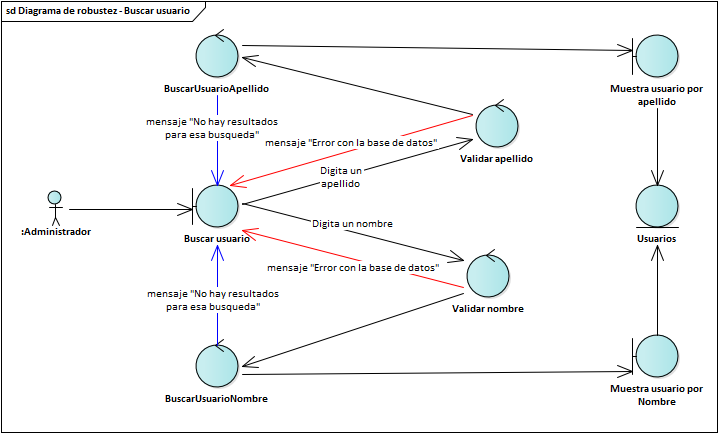 sd Diagrama de robustez - Buscar usuario
BuscarUsuarioApellido
Muestra usuario por
apellido
mensaje "No hay resultados
para esa busqueda"
mensaje "Error con la base de datos"
Validar apellido
Digita un
apellido
:Administrador
Buscar usuario
Digita un nombre
Usuarios
mensaje "Error con la base de datos"
mensaje "No hay resultados
para esa busqueda"
Validar nombre
BuscarUsuarioNombre
Muestra usuario por
Nombre